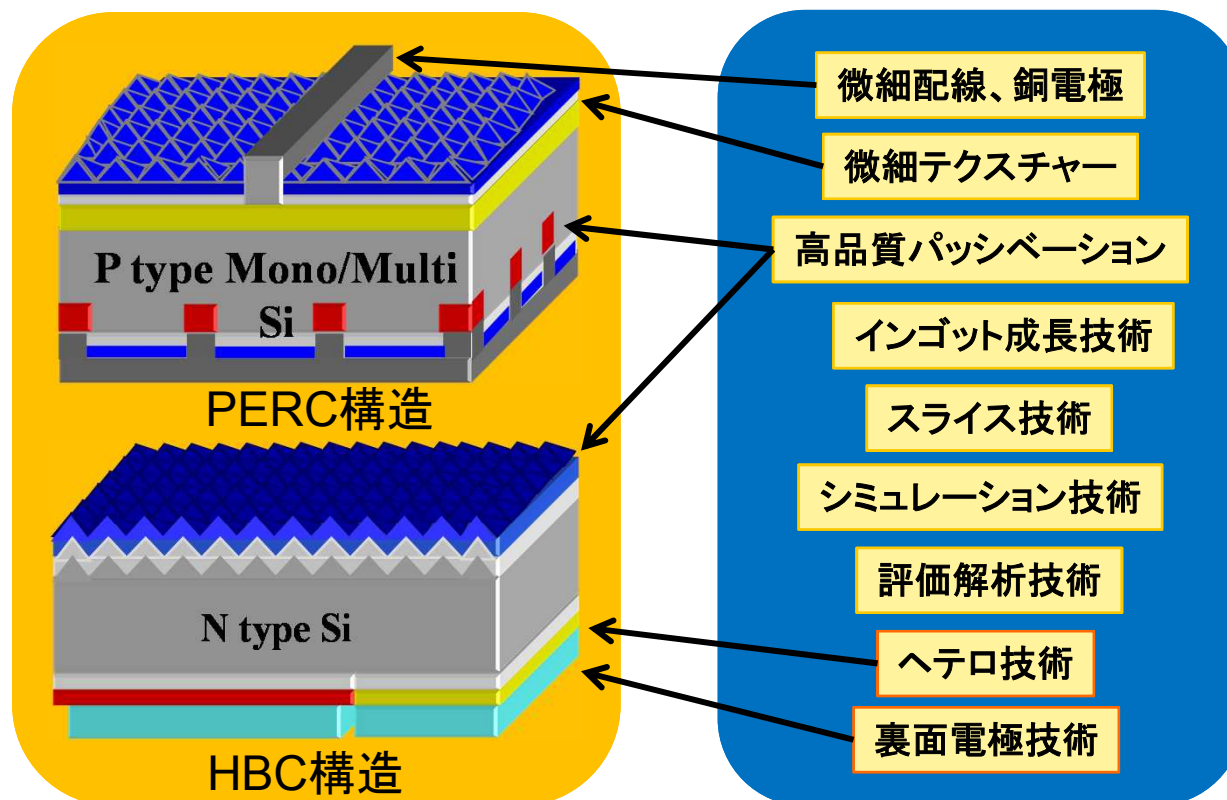 P type Mono/Multi
Si
PERC構造
N type Si
HBC構造
微細配線、銅電極
微細テクスチャー
高品質パッシベーション
インゴット成長技術
スライス技術
シミュレーション技術
評価解析技術
ヘテロ技術
裏面電極技術